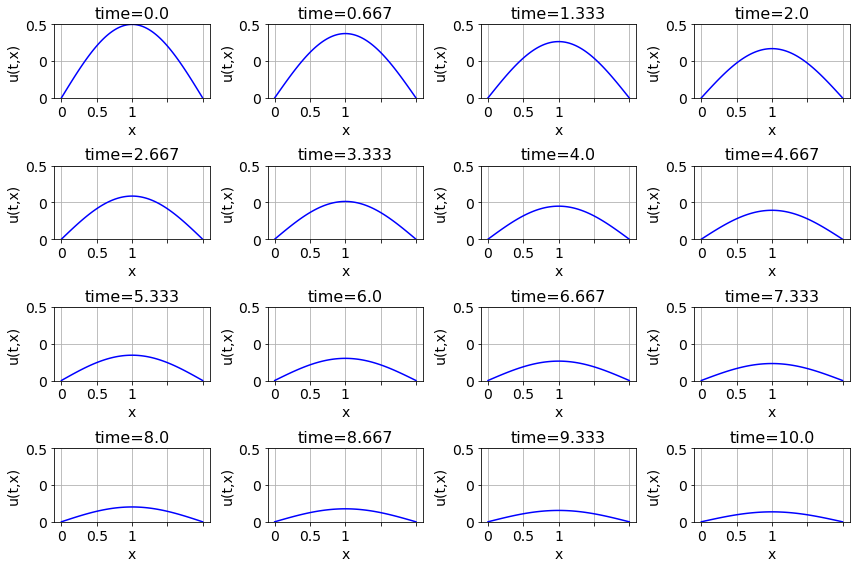 time=0.0 time=0.667 time=1.333 time=2.0
0.5 0.5 0.5 0.5
u(t,x) u(t,x) u(t,x) u(t,x)
0 0 0 0
0 0 0 0
0 0.5 1 0 0.5 1 0 0.5 1 0 0.5 1
x x x x
time=2.667 time=3.333 time=4.0 time=4.667
0.5 0.5 0.5 0.5
u(t,x) u(t,x) u(t,x) u(t,x)
0 0 0 0
0 0 0 0
0 0.5 1 0 0.5 1 0 0.5 1 0 0.5 1
x x x x
time=5.333 time=6.0 time=6.667 time=7.333
0.5 0.5 0.5 0.5
u(t,x) u(t,x) u(t,x) u(t,x)
0 0 0 0
0 0 0 0
0 0.5 1 0 0.5 1 0 0.5 1 0 0.5 1
x x x x
time=8.0 time=8.667 time=9.333 time=10.0
0.5 0.5 0.5 0.5
u(t,x) u(t,x) u(t,x) u(t,x)
0 0 0 0
0 0 0 0
0 0.5 1 0 0.5 1 0 0.5 1 0 0.5 1
x x x x